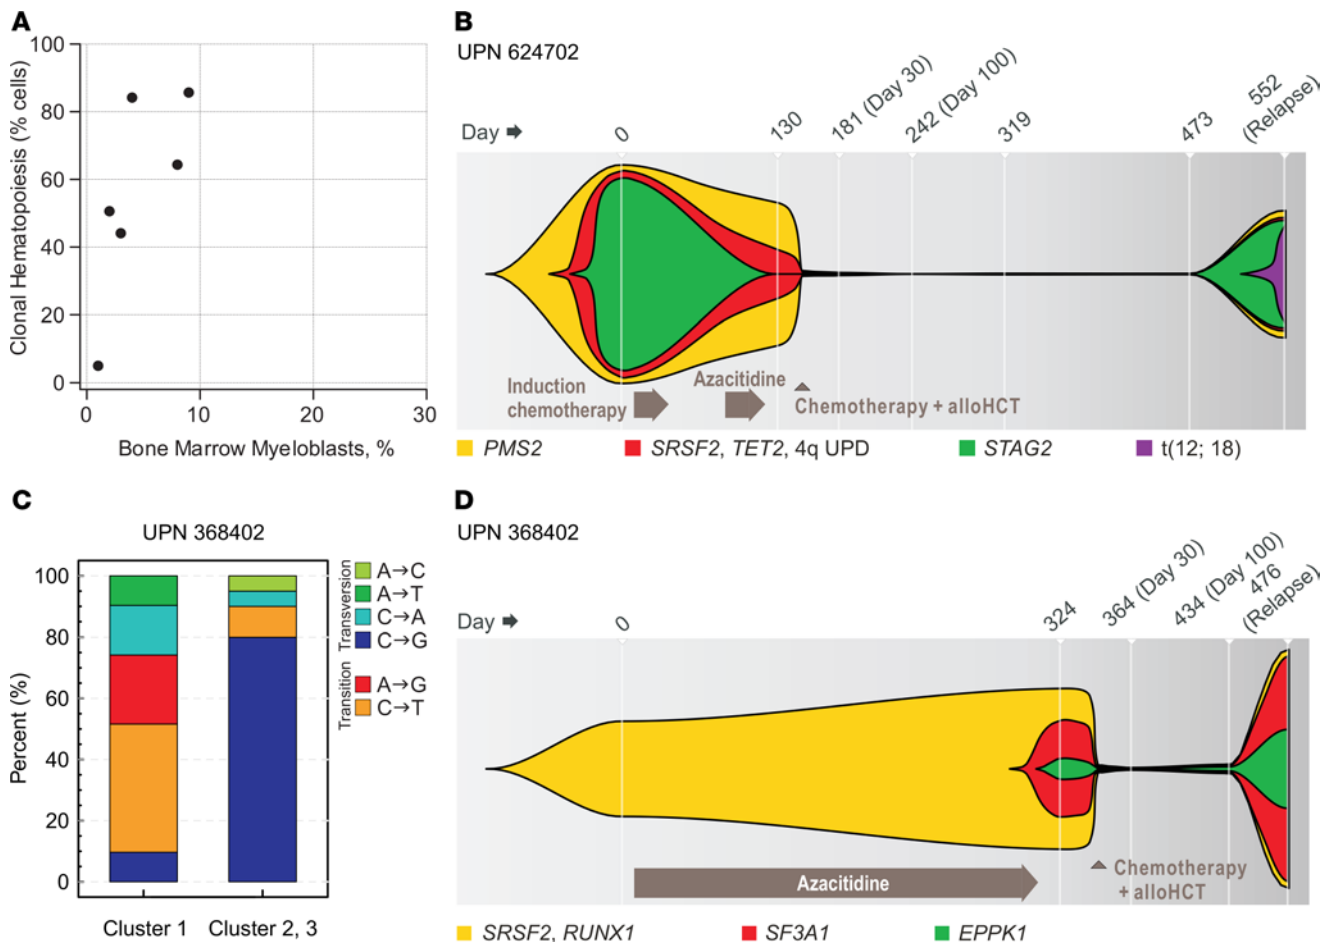 A
Clonal Hematopoiesis (% cells)
100
80
60
40
20
0
0 10 20 30
Bone Marrow Myeloblasts, %
B
UPN 624702
Day
0
130
181 (Day 30)
242 (Day 100)
319
473
552
(Relapse)
Induction
chemotherapy
Azacitidine
Chemotherapy + alloHCT
PMS2
SRSF2, TET2, 4q UPD
STAG2
t(12; 18)
C
UPN 368402
Percent (%)
100
80
60
40
20
0
Cluster 1 Cluster 2, 3
Transversion
A→C
A→T
C→A
C→G
Transition
A→G
C→T
D
UPN 368402
Day
0
324
364 (Day 30)
434 (Day 100)
476
(Relapse)
Azacitidine
Chemotherapy
+ alloHCT
SRSF2, RUNX1
SF3A1
EPPK1